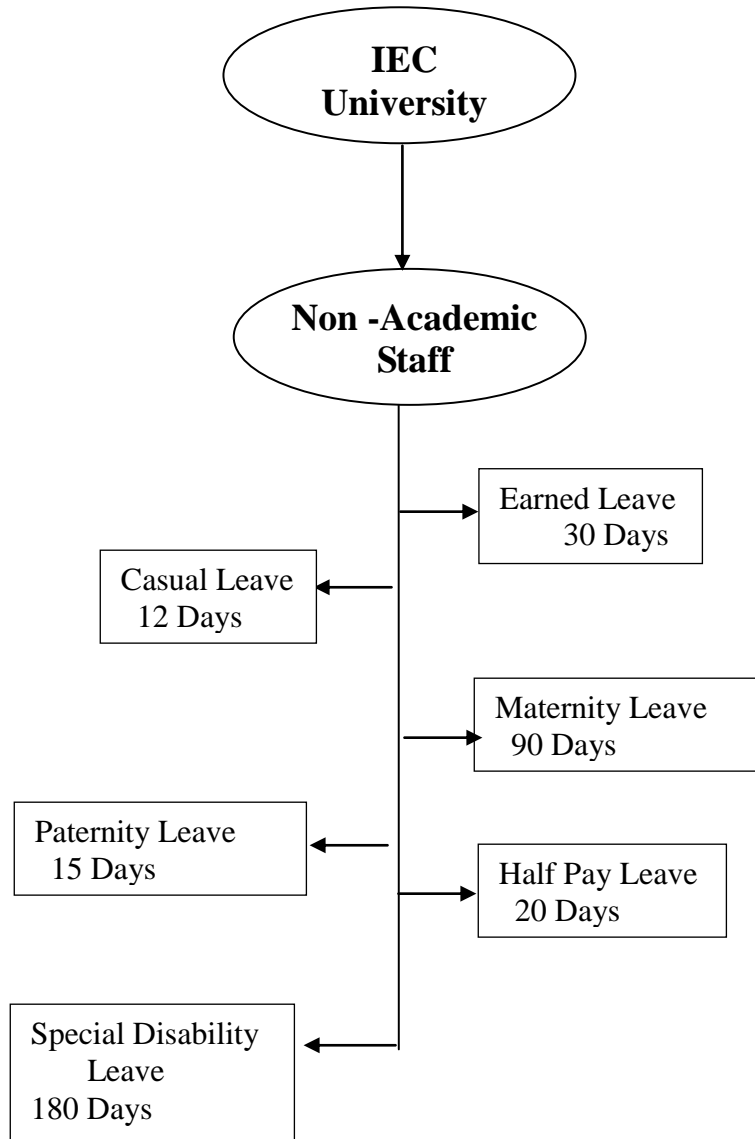 IEC
University
Non -Academic
Staff
Earned Leave
30 Days
Casual Leave
12 Days
Maternity Leave
90 Days
Paternity Leave
15 Days
Half Pay Leave
20 Days
Special Disability
Leave
180 Days